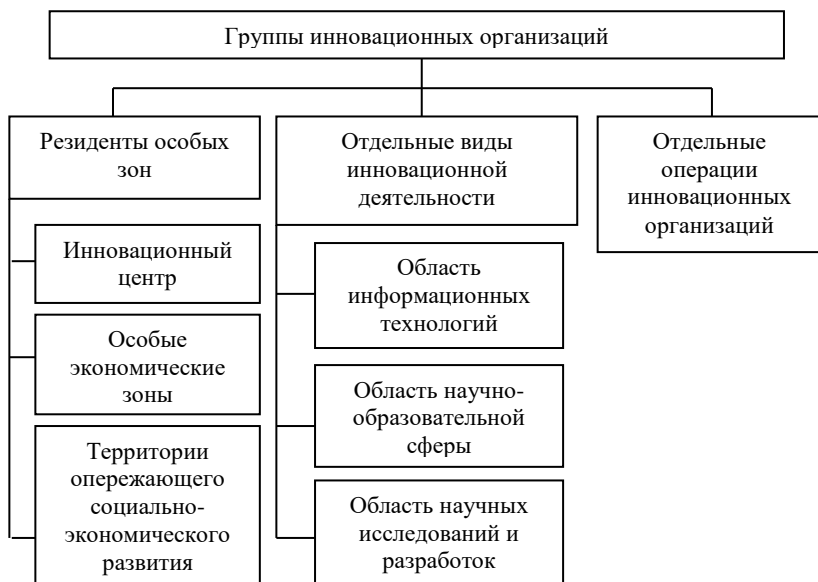 Группы инновационных организаций
Резиденты особых
зон
Инновационный
центр
Особые
экономические
зоны
Территории
опережающего
социально-
экономического
развития
Отдельные виды
инновационной
деятельности
Область
информационных
технологий
Область научно-
образовательной
сферы
Область научных
исследований и
разработок
Отдельные
операции
инновационных
организаций